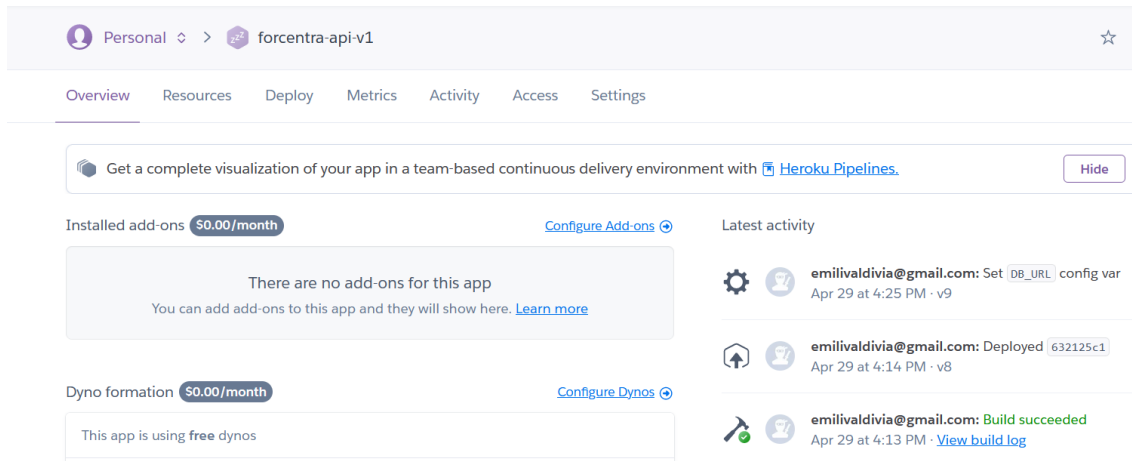 Personal > forcentra-api-v1
Overview Resources Deploy Metrics Activity Access Settings
Get a complete visualization of your app in a team-based continuous delivery environment with Heroku Pipelines.
Hide
Installed add-ons $0.00/month
Configure Add-ons
There are no add-ons for this app
You can add add-ons to this app and they will show here. Learn more
Dyno formation $0.00/month
Configure Dynos
This app is using free dynos
Latest activity
emilivaldivia@gmail.com: Set DB_URL config var
Apr 29 at 4:25 PM · v9
emilivaldivia@gmail.com: Deployed 632125c1
Apr 29 at 4:14 PM · v8
emilivaldivia@gmail.com: Build succeeded
Apr 29 at 4:13 PM · View build log